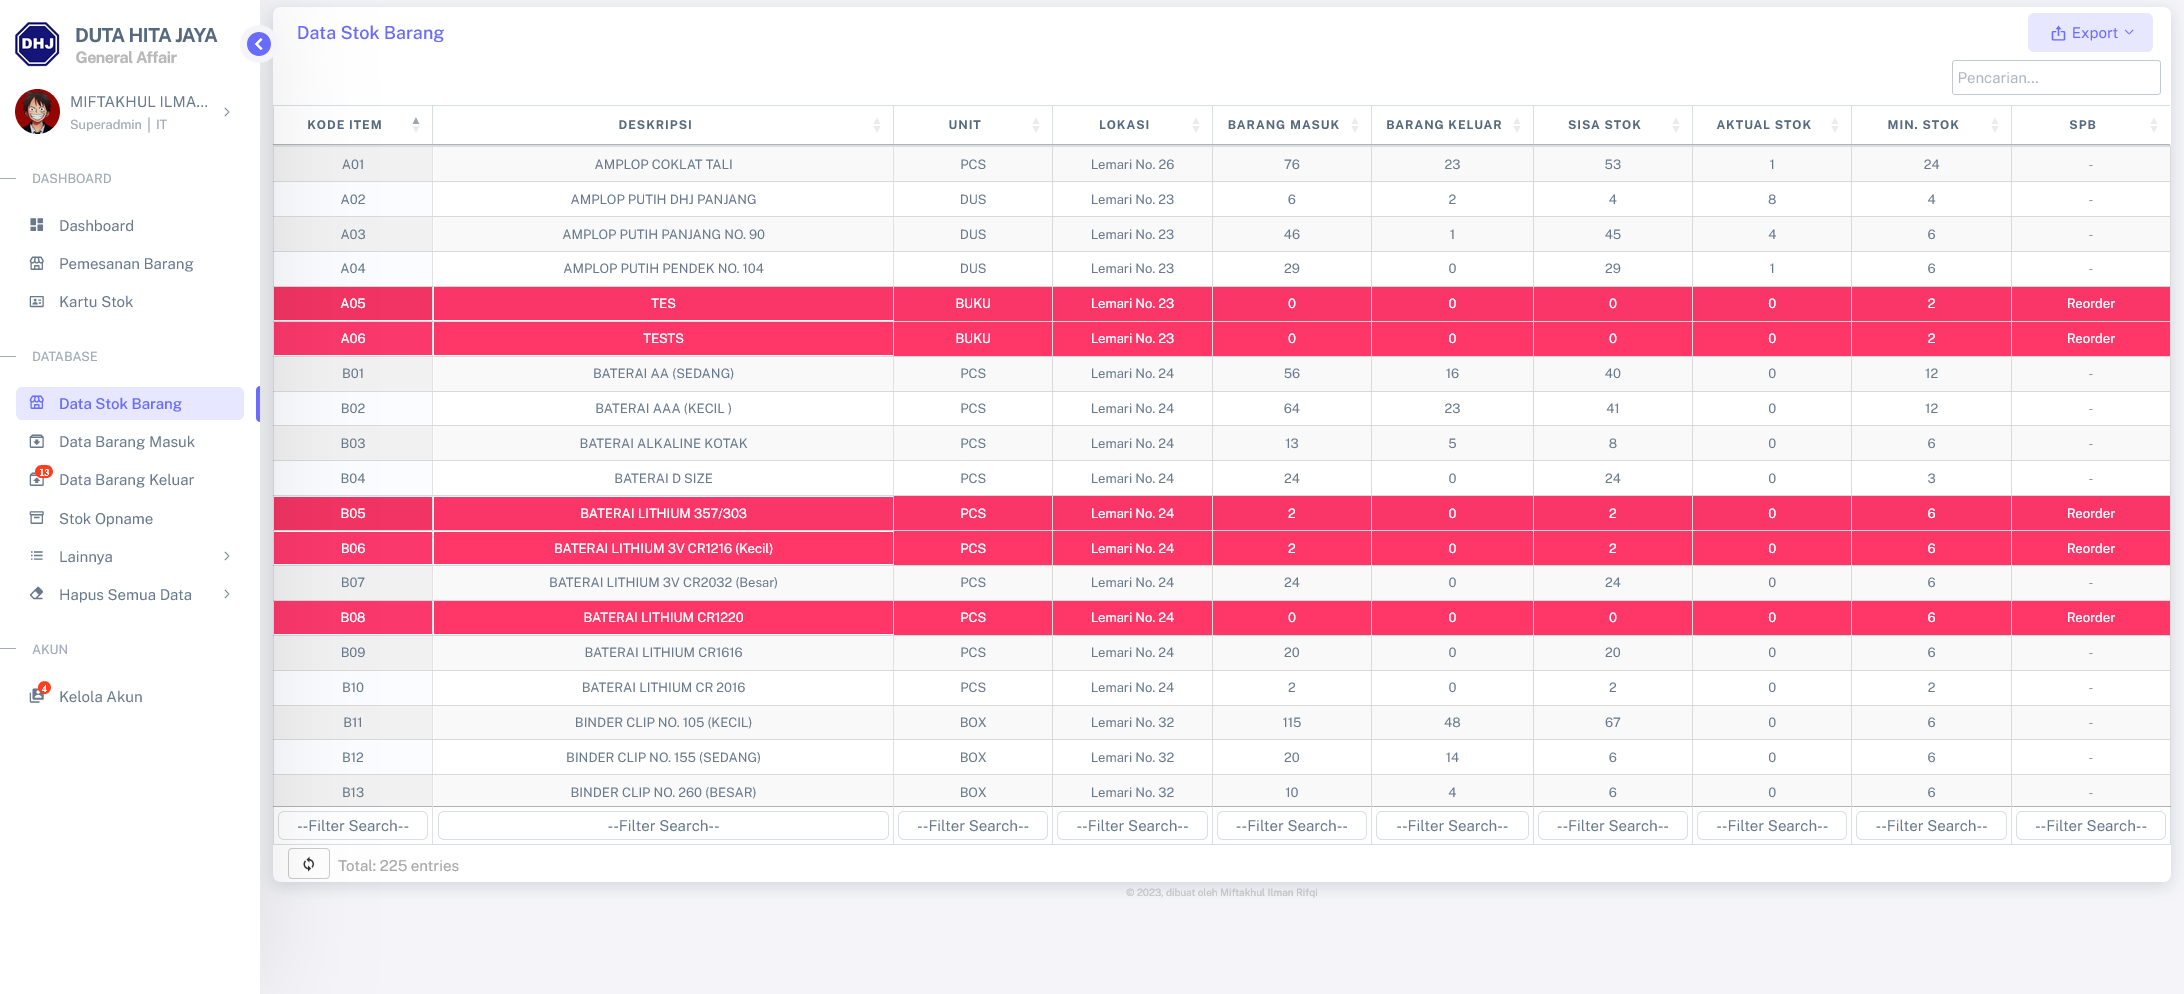 DHJ
DUTA HITA JAYA
General Affair
MIFTAKHUL ILMA...
Superadmin | IT
DASHBOARD
Dashboard
Pemesanan Barang
Kartu Stok
DATABASE
Data Stok Barang
Data Barang Masuk
13
Data Barang Keluar
Stok Opname
Lainnya
Hapus Semua Data
AKUN
4
Kelola Akun
Data Stok Barang
Export
Pencarian...
KODE ITEM DESKRIPSI UNIT LOKASI BARANG MASUK BARANG KELUAR SISA STOK AKTUAL STOK MIN. STOK SPB
A01 AMPLOP COKLAT TALI PCS Lemari No. 26 76 23 53 1 24 -
A02 AMPLOP PUTIH DHJ PANJANG DUS Lemari No. 23 6 2 4 8 4 -
A03 AMPLOP PUTIH PANJANG NO. 90 DUS Lemari No. 23 46 1 45 4 6 -
A04 AMPLOP PUTIH PENDEK NO. 104 DUS Lemari No. 23 29 0 29 1 6 -
A05 TES BUKU Lemari No. 23 0 0 0 0 2 Reorder
A06 TESTS BUKU Lemari No. 23 0 0 0 0 2 Reorder
B01 BATERAI AA (SEDANG) PCS Lemari No. 24 56 16 40 0 12 -
B02 BATERAI AAA (KECIL ) PCS Lemari No. 24 64 23 41 0 12 -
B03 BATERAI ALKALINE KOTAK PCS Lemari No. 24 13 5 8 0 6 -
B04 BATERAI D SIZE PCS Lemari No. 24 24 0 24 0 3 -
B05 BATERAI LITHIUM 357/303 PCS Lemari No. 24 2 0 2 0 6 Reorder
B06 BATERAI LITHIUM 3V CR1216 (Kecil) PCS Lemari No. 24 2 0 2 0 6 Reorder
B07 BATERAI LITHIUM 3V CR2032 (Besar) PCS Lemari No. 24 24 0 24 0 6 -
B08 BATERAI LITHIUM CR1220 PCS Lemari No. 24 0 0 0 0 6 Reorder
B09 BATERAI LITHIUM CR1616 PCS Lemari No. 24 20 0 20 0 6 -
B10 BATERAI LITHIUM CR 2016 PCS Lemari No. 24 2 0 2 0 2 -
B11 BINDER CLIP NO. 105 (KECIL) BOX Lemari No. 32 115 48 67 0 6 -
B12 BINDER CLIP NO. 155 (SEDANG) BOX Lemari No. 32 20 14 6 0 6 -
B13 BINDER CLIP NO. 260 (BESAR) BOX Lemari No. 32 10 4 6 0 6 -
--Filter Search-- --Filter Search-- --Filter Search-- --Filter Search-- --Filter Search-- --Filter Search-- --Filter Search-- --Filter Search-- --Filter Search-- --Filter Search--
Total: 225 entries
© 2023, dibuat oleh Miftakhul Ilman Rifqi